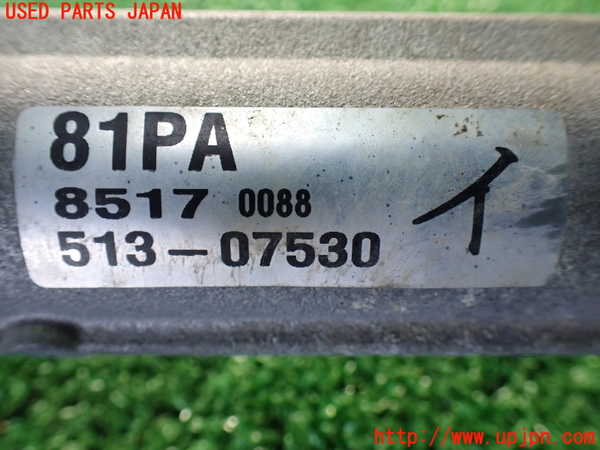 USED PARTS JAPAN
81PA
8517 0088
513-07530
イ
http://www.upjpn.com/